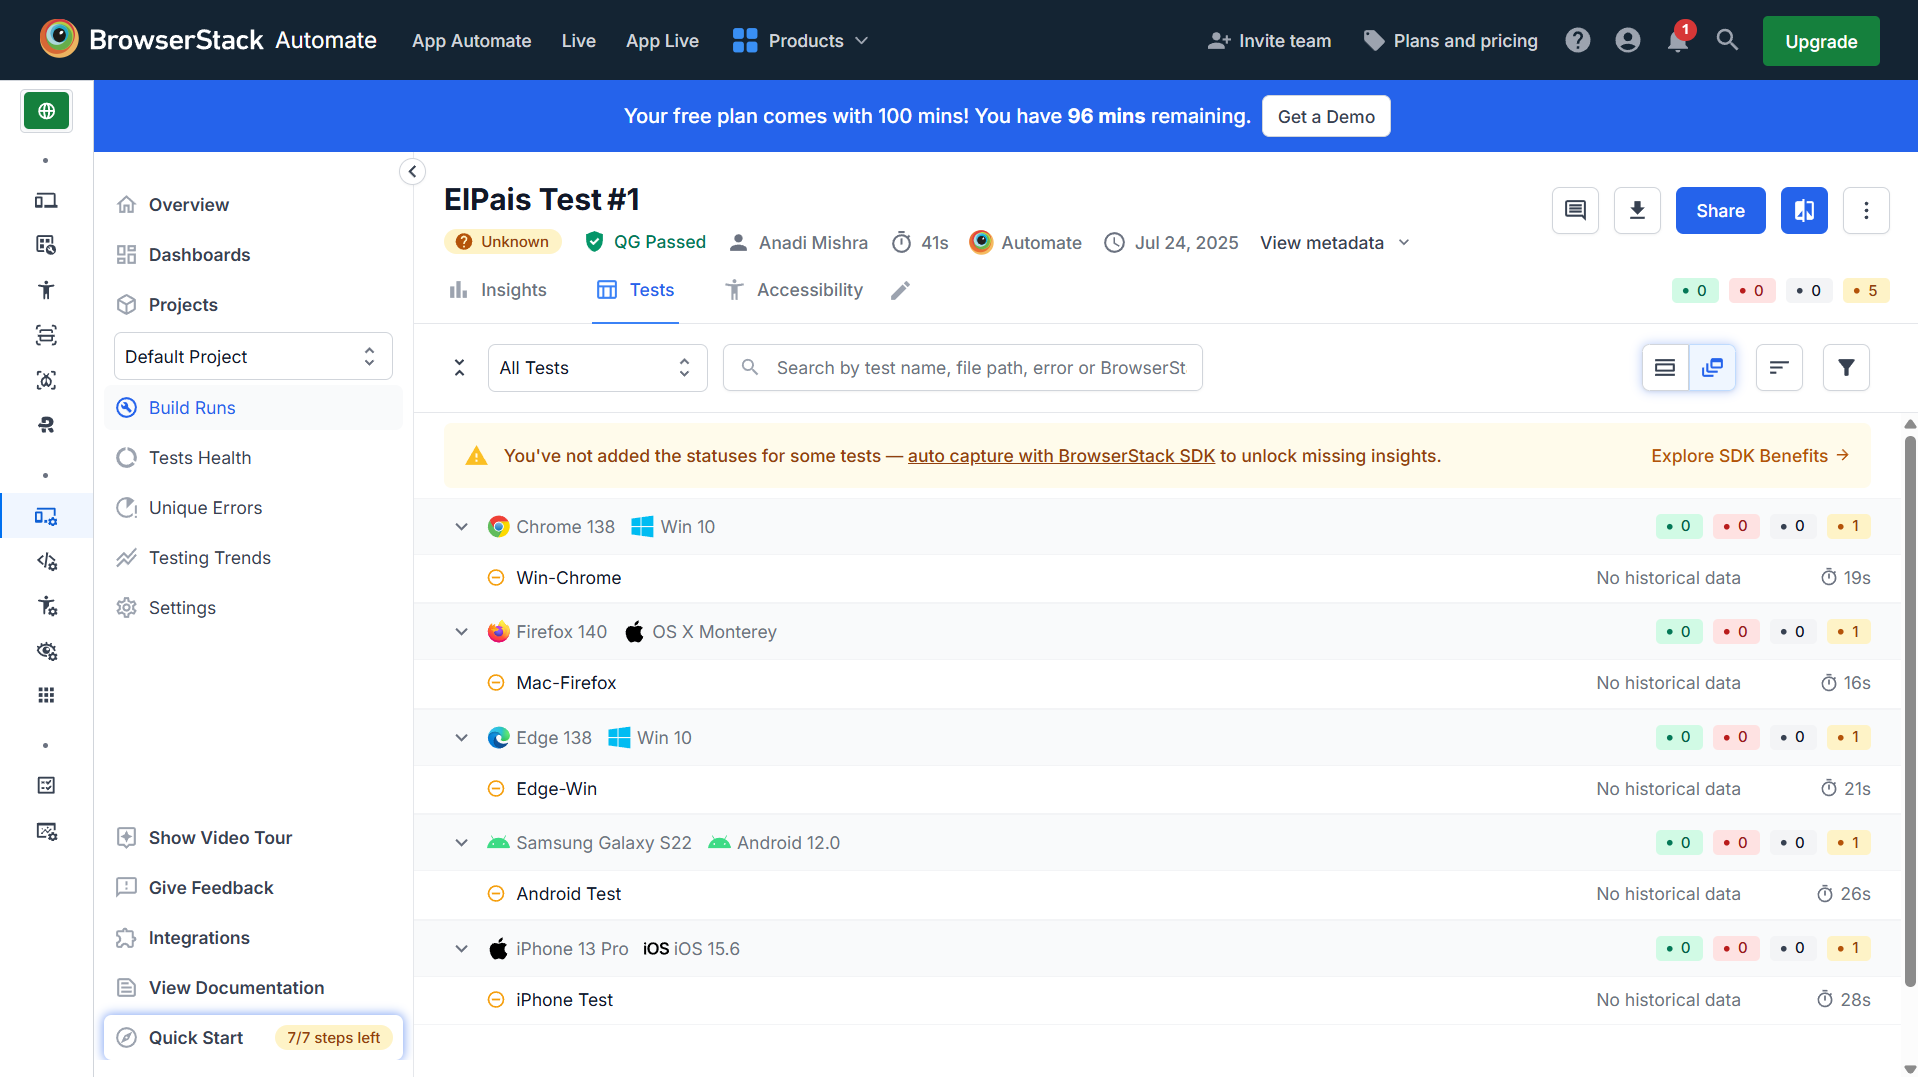 BrowserStack Automate App Automate Live App Live Products Invite team Plans and pricing 1 Upgrade
Your free plan comes with 100 mins! You have 96 mins remaining. Get a Demo
Overview
Dashboards
Projects
Default Project
Build Runs
Tests Health
Unique Errors
Testing Trends
Settings
Show Video Tour
Give Feedback
Integrations
View Documentation
Quick Start 7/7 steps left
ElPais Test #1
Share
Unknown QG Passed Anadi Mishra 41s Automate Jul 24, 2025 View metadata
Insights Tests Accessibility 0 0 0 5
All Tests Search by test name, file path, error or BrowserSt
You've not added the statuses for some tests — auto capture with BrowserStack SDK to unlock missing insights. Explore SDK Benefits →
Chrome 138 Win 10 0 0 0 1
Win-Chrome No historical data 19s
Firefox 140 OS X Monterey 0 0 0 1
Mac-Firefox No historical data 16s
Edge 138 Win 10 0 0 0 1
Edge-Win No historical data 21s
Samsung Galaxy S22 Android 12.0 0 0 0 1
Android Test No historical data 26s
iPhone 13 Pro iOS iOS 15.6 0 0 0 1
iPhone Test No historical data 28s